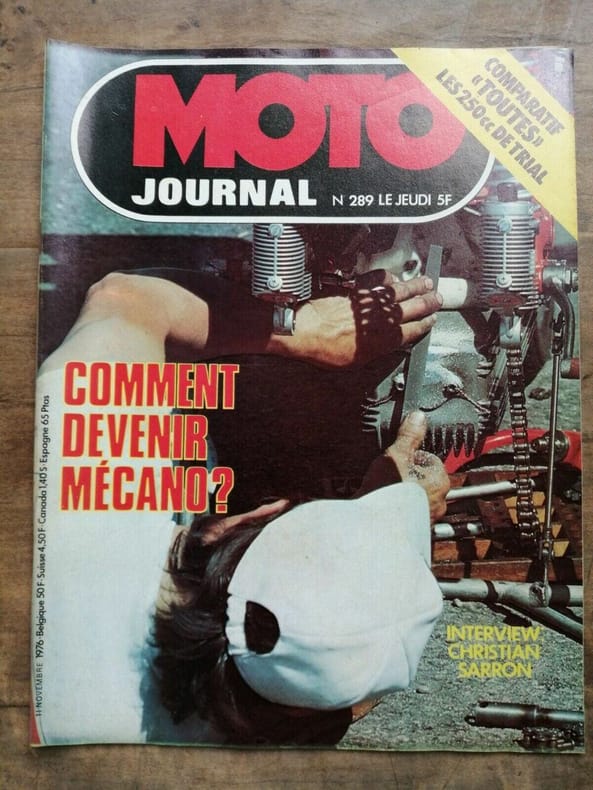 MOTO
JOURNAL N 289 LE JEUDI 5F
COMPARATIF
«TOUTES»
LES 250cc DE TRIAL
COMMENT
DEVENIR
MÉCANO?
11 NOVEMBRE 1976 · Belgique 50 F · Suisse 4,50 F · Canada 1,40 $ · Espagne 65 Ptas
INTERVIEW
CHRISTIAN
SARRON